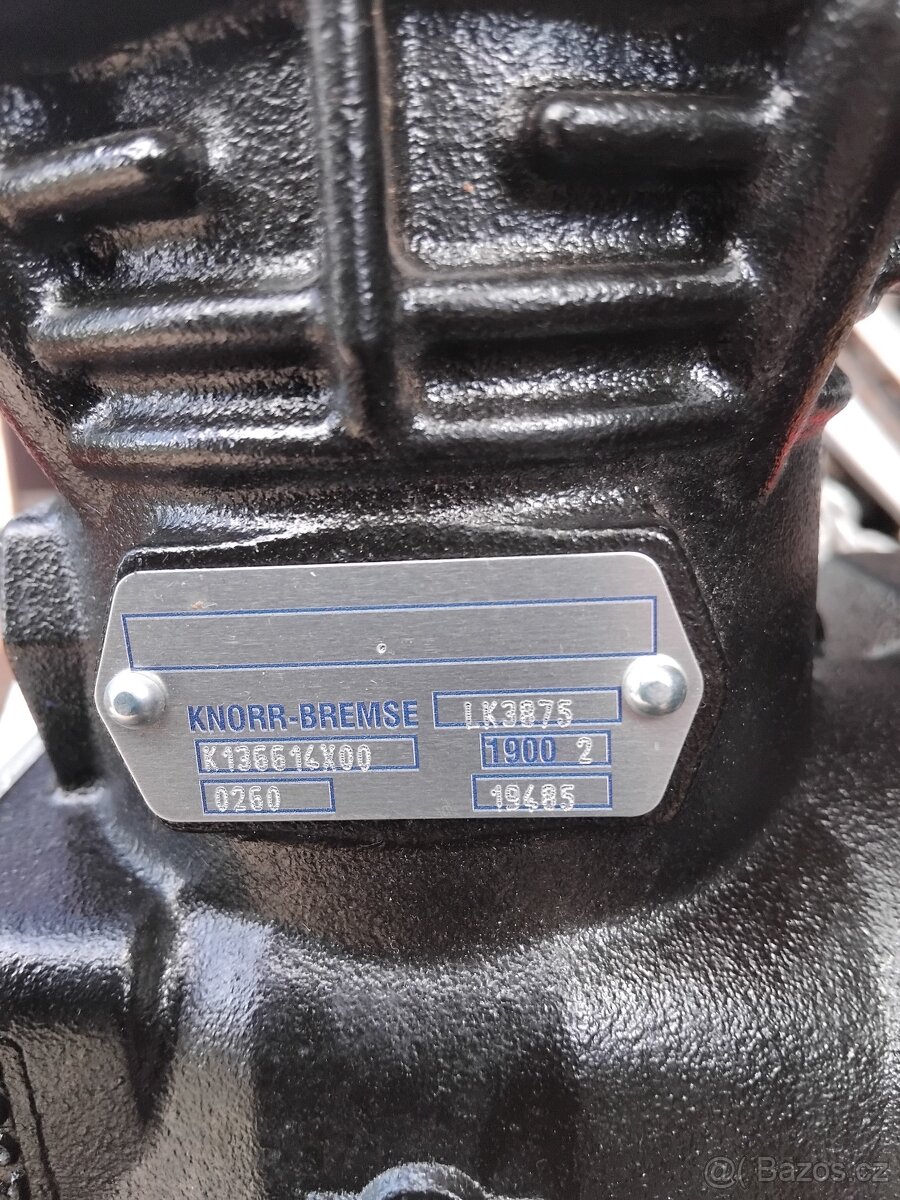 KNORR-BREMSE LK3875
K136614X00 1900 2
0260 19485
@( Bazos.cz